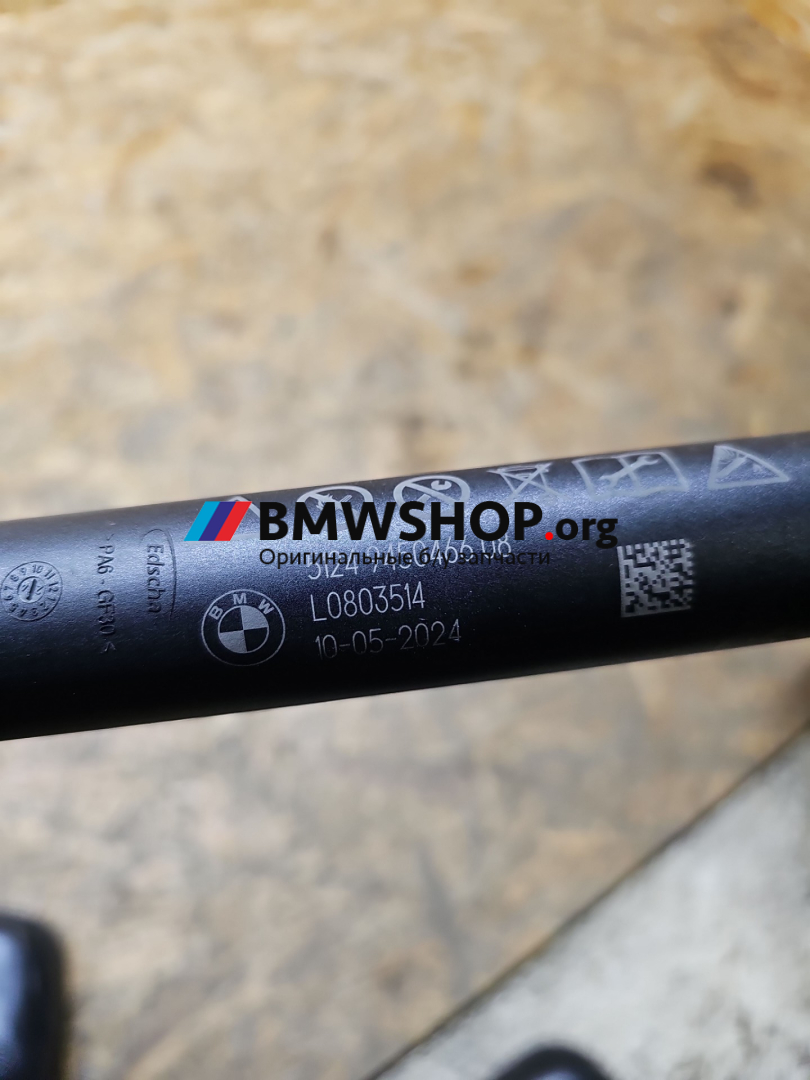 BMWSHOP.org
Оригинальные б/у запчасти
L0803514
10-05-2024
BMW
Edscha
>PA6 GF30<